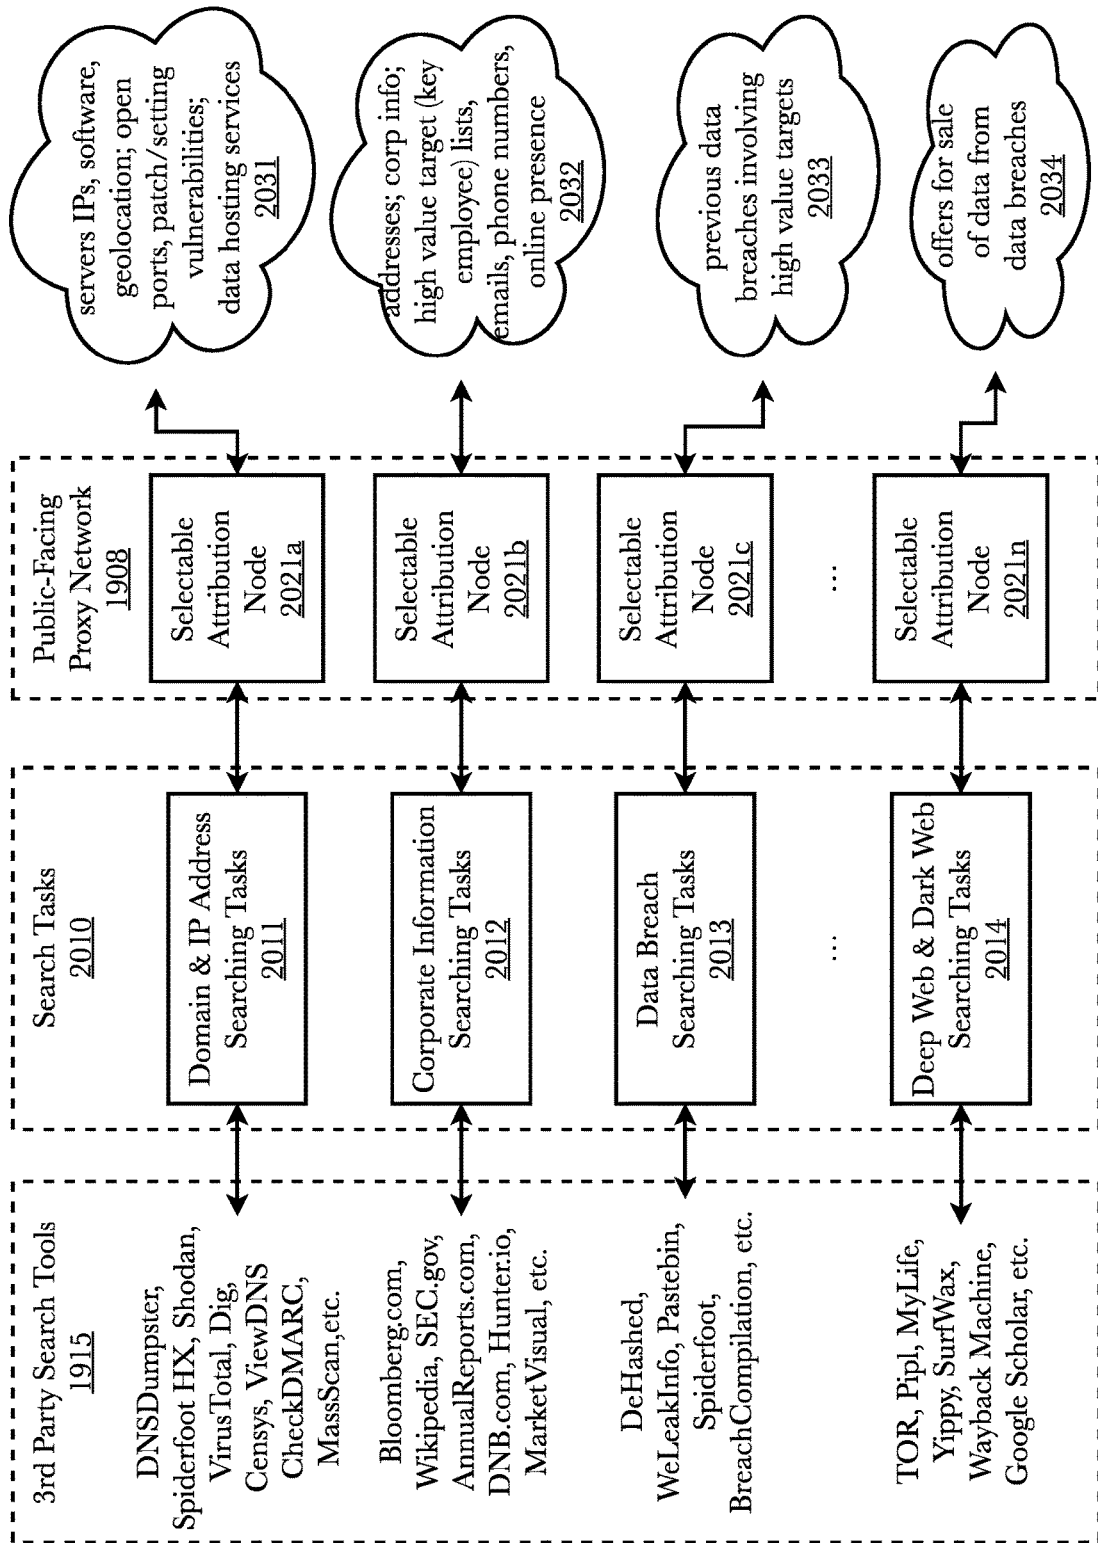 3rd Party Search Tools
1915
DNSDumpster,
Spiderfoot HX, Shodan,
VirusTotal, Dig,
Censys, ViewDNS
CheckDMARC,
MassScan,etc.
Bloomberg.com,
Wikipedia, SEC.gov,
AnnualReports.com,
DNB.com, Hunter.io,
MarketVisual, etc.
DeHashed,
WeLeakInfo, Pastebin,
Spiderfoot,
BreachCompilation, etc.
TOR, Pipl, MyLife,
Yippy, SurfWax,
Wayback Machine,
Google Scholar, etc.
Search Tasks
2010
Domain & IP Address
Searching Tasks
2011
Corporate Information
Searching Tasks
2012
Data Breach
Searching Tasks
2013
...
Deep Web & Dark Web
Searching Tasks
2014
Public-Facing
Proxy Network
1908
Selectable
Attribution
Node
2021a
Selectable
Attribution
Node
2021b
Selectable
Attribution
Node
2021c
...
Selectable
Attribution
Node
2021n
servers IPs, software,
geolocation; open
ports, patch/setting
vulnerabilities;
data hosting services
2031
addresses; corp info;
high value target (key
employee) lists,
emails, phone numbers,
online presence
2032
previous data
breaches involving
high value targets
2033
offers for sale
of data from
data breaches
2034